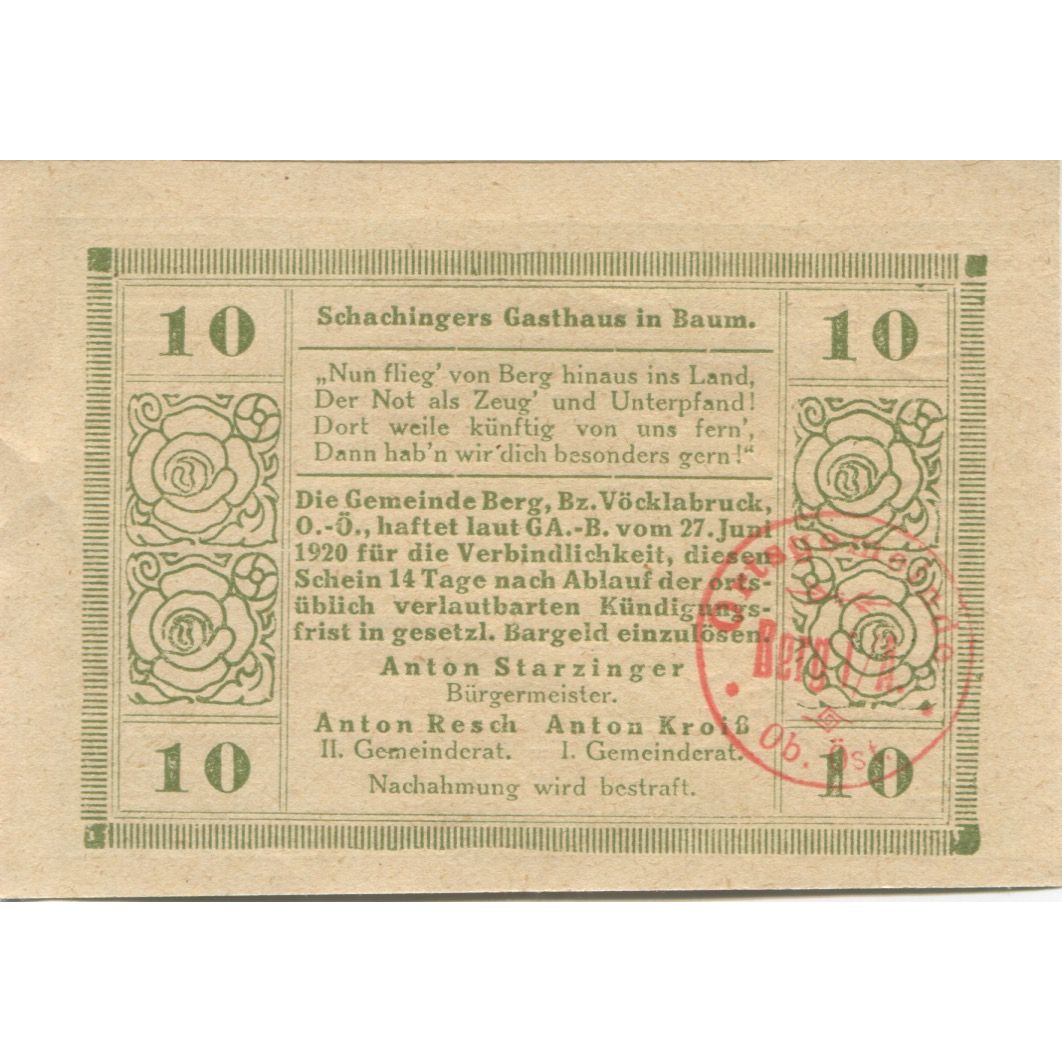 10 10
Schachingers Gasthaus in Baum.
„Nun flieg' von Berg hinaus ins Land,
Der Not als Zeug' und Unterpfand!
Dort weile künftig von uns fern',
Dann hab'n wir dich besonders gern!“
Die Gemeinde Berg, Bz. Vöcklabruck,
O.-Ö., haftet laut GA.-B. vom 27. Juni
1920 für die Verbindlichkeit, diesen
Schein 14 Tage nach Ablauf der orts-
üblich verlautbarten Kündigungs-
frist in gesetzl. Bargeld einzulösen.
Anton Starzinger
Bürgermeister.
Anton Resch Anton Kroiß
II. Gemeinderat. I. Gemeinderat.
Nachahmung wird bestraft.
10 10
Ortsgemeinde
Berg i/A.
Ob. Öst.